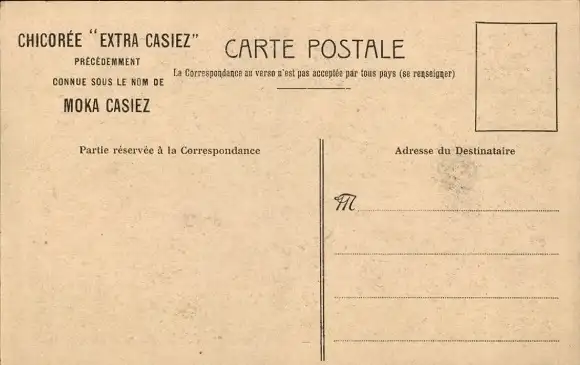 CHICORÉE "EXTRA CASIEZ"
PRÉCÉDEMMENT
CONNUE SOUS LE NOM DE
MOKA CASIEZ
CARTE POSTALE
La Correspondance au verso n'est pas acceptée par tous pays (se renseigner)
Partie réservée à la Correspondance
Adresse du Destinataire
M